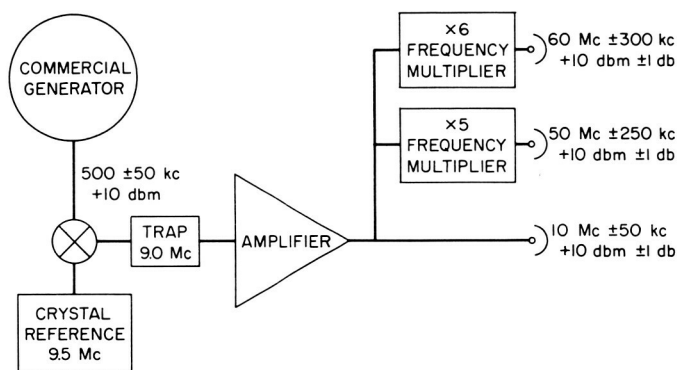 COMMERCIAL
GENERATOR
500 ±50 kc
+10 dbm
TRAP
9.0 Mc
CRYSTAL
REFERENCE
9.5 Mc
AMPLIFIER
×6
FREQUENCY
MULTIPLIER
60 Mc ±300 kc
+10 dbm ±1 db
×5
FREQUENCY
MULTIPLIER
50 Mc ±250 kc
+10 dbm ±1 db
10 Mc ±50 kc
+10 dbm ±1 db